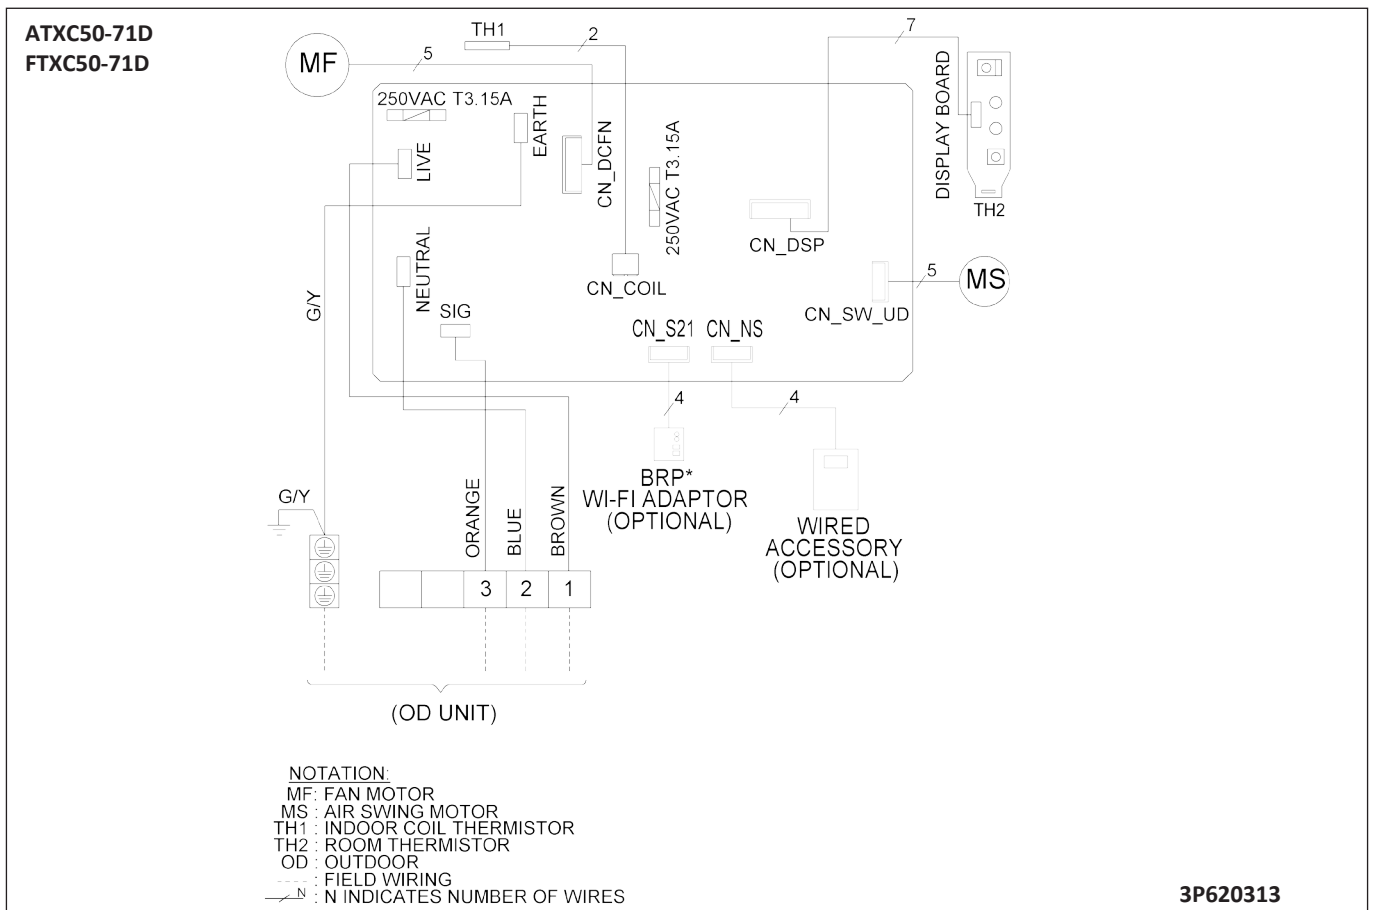 ATXC50-71D
FTXC50-71D
MF
5
TH1
2
7
DISPLAY BOARD
TH2
250VAC T3.15A
LIVE
EARTH
CN_DCFN
250VAC T3.15A
CN_DSP
NEUTRAL
CN_COIL
5
MS
CN_SW_UD
G/Y
SIG
CN_S21
CN_NS
4
4
BRP*
WI-FI ADAPTOR
(OPTIONAL)
WIRED
ACCESSORY
(OPTIONAL)
G/Y
ORANGE
BLUE
BROWN
3
2
1
(OD UNIT)
NOTATION:
MF: FAN MOTOR
MS : AIR SWING MOTOR
TH1 : INDOOR COIL THERMISTOR
TH2 : ROOM THERMISTOR
OD : OUTDOOR
---- : FIELD WIRING
N : N INDICATES NUMBER OF WIRES
3P620313